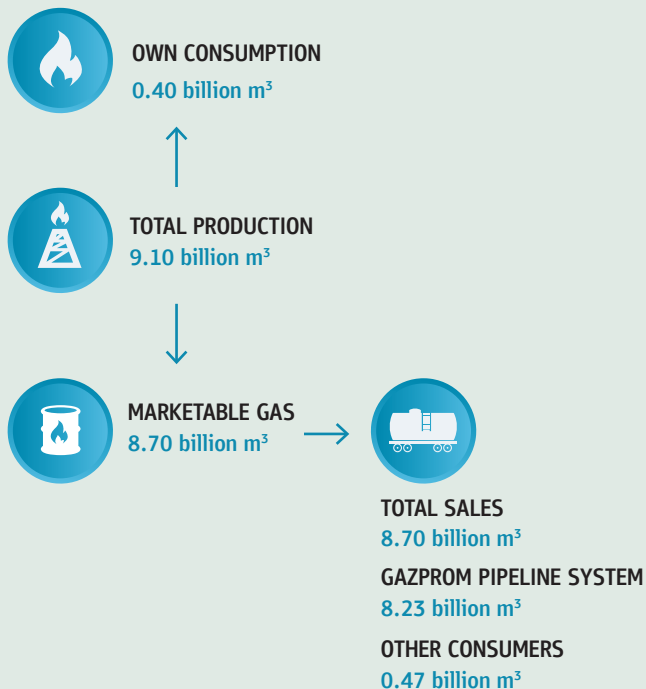 OWN CONSUMPTION
0.40 billion m³
TOTAL PRODUCTION
9.10 billion m³
MARKETABLE GAS
8.70 billion m³
TOTAL SALES
8.70 billion m³
GAZPROM PIPELINE SYSTEM
8.23 billion m³
OTHER CONSUMERS
0.47 billion m³